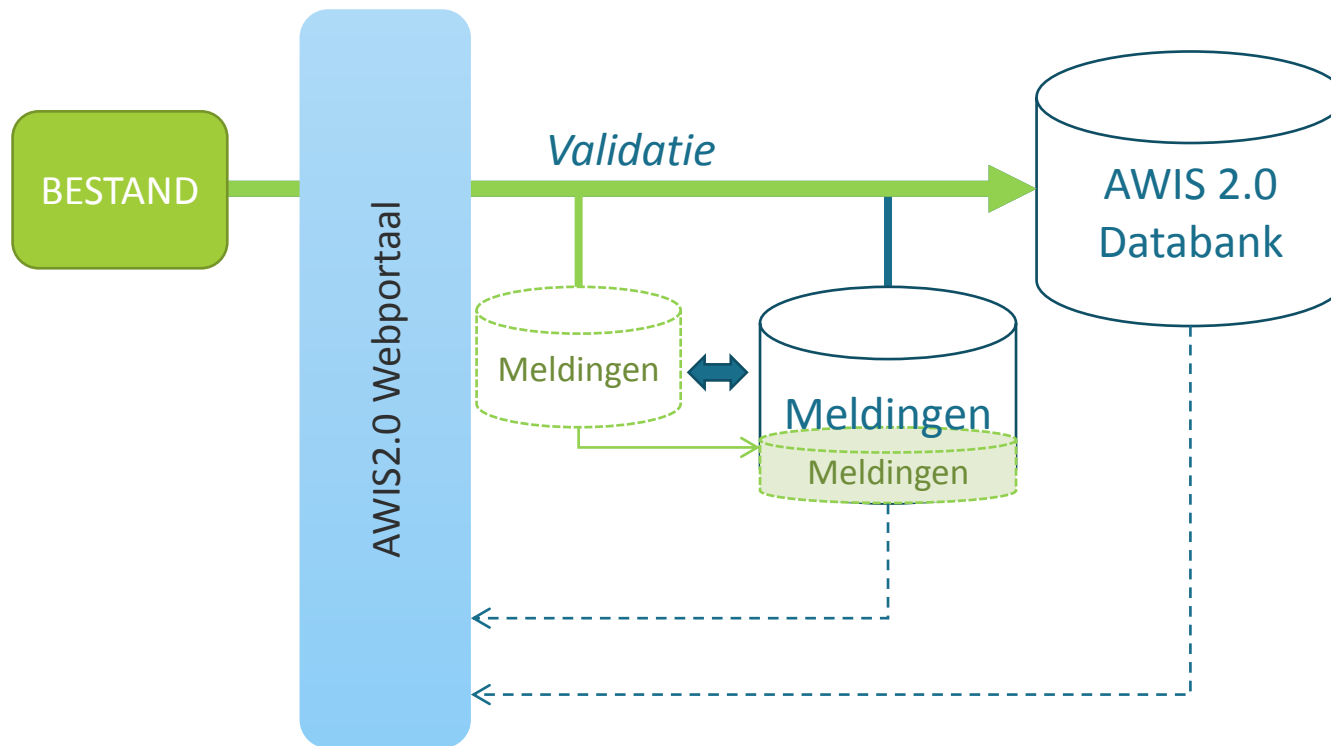 BESTAND
AWIS2.0 Webportaal
Validatie
AWIS 2.0
Databank
Meldingen
Meldingen
Meldingen